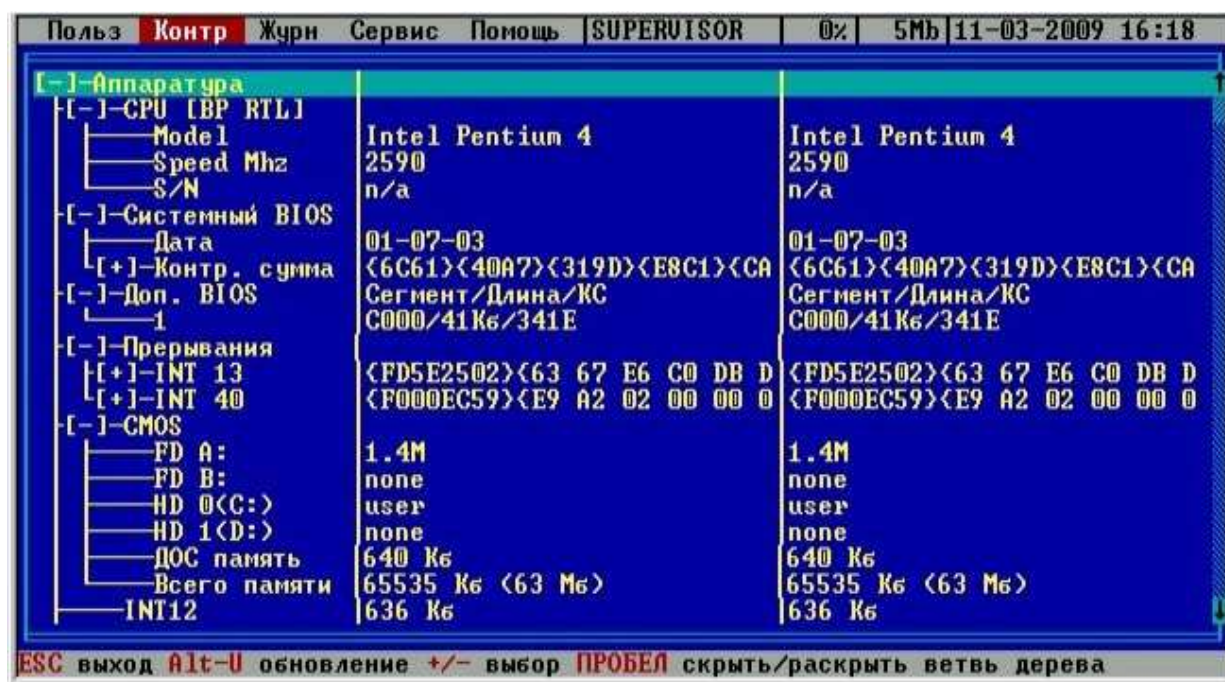 Польз Контр Журн Сервис Помощь SUPERVISOR 0% 5Mb 11-03-2009 16:18
[-]-Аппаратура
[-]-CPU [BP RTL]
Model Intel Pentium 4 Intel Pentium 4
Speed Mhz 2590 2590
S/N n/a n/a
[-]-Системный BIOS
Дата 01-07-03 01-07-03
[+]-Контр. сумма {6C61}{40A7}{319D}{E8C1}{CA {6C61}{40A7}{319D}{E8C1}{CA
[-]-Доп. BIOS Сегмент/Длина/КС Сегмент/Длина/КС
1 C000/41Кб/341E C000/41Кб/341E
[-]-Прерывания
[+]-INT 13 {FD5E2502}{63 67 E6 C0 DB D {FD5E2502}{63 67 E6 C0 DB D
[+]-INT 40 {F000EC59}{E9 A2 02 00 00 0 {F000EC59}{E9 A2 02 00 00 0
[-]-CMOS
FD A: 1.4M 1.4M
FD B: none none
HD 0(C:) user user
HD 1(D:) none none
ДОС память 640 Кб 640 Кб
Всего памяти 65535 Кб (63 Мб) 65535 Кб (63 Мб)
INT12 636 Кб 636 Кб
ESC выход Alt-U обновление +/- выбор ПРОБЕЛ скрыть/раскрыть ветвь дерева